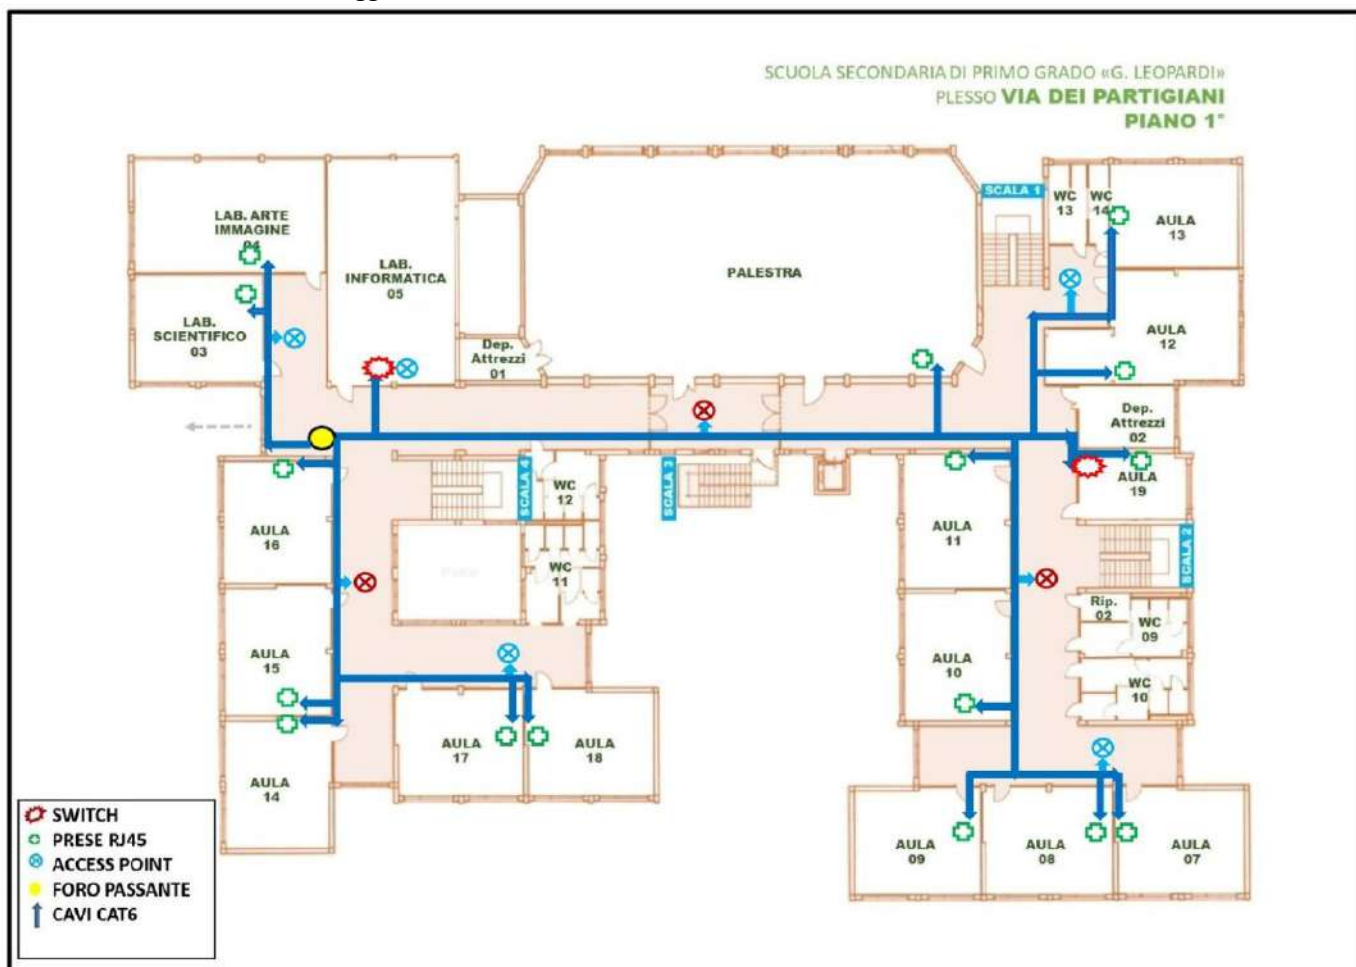 SCUOLA SECONDARIA DI PRIMO GRADO «G. LEOPARDI»
PLESSO VIA DEI PARTIGIANI
PIANO 1°
LAB. ARTE
IMMAGINE
04
LAB.
INFORMATICA
05
LAB.
SCIENTIFICO
03
Dep.
Attrezzi
01
PALESTRA
SCALA 1
WC
13
WC
14
AULA
13
AULA
12
Dep.
Attrezzi
02
AULA
19
SCALA 4
WC
12
SCALA 3
AULA
16
WC
11
AULA
11
SCALA 2
Rip.
02
WC
09
AULA
15
AULA
10
WC
10
AULA
17
AULA
18
AULA
14
AULA
09
AULA
08
AULA
07
SWITCH
PRESE RJ45
ACCESS POINT
FORO PASSANTE
CAVI CAT6